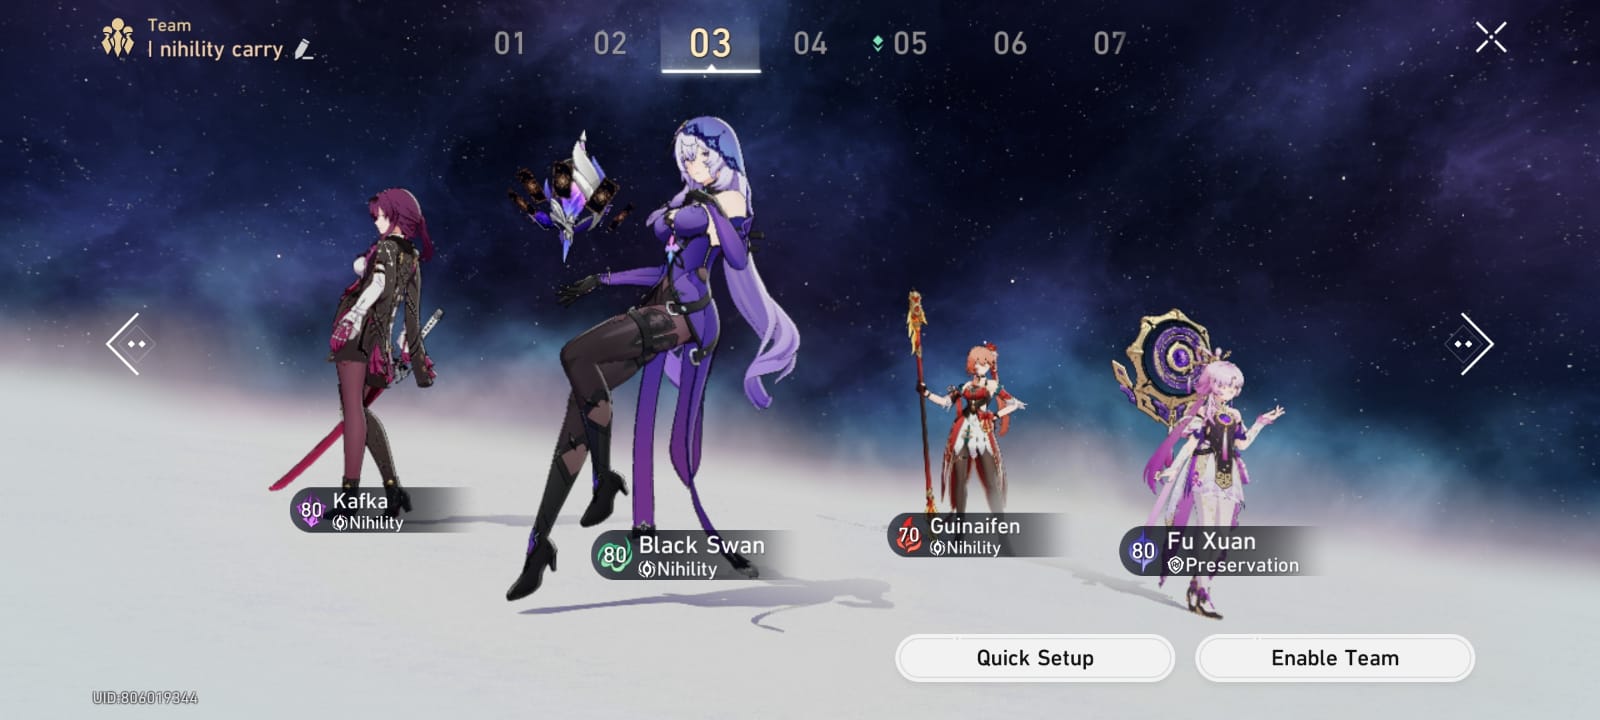 Team
I nihility carry
01 02 03 04 05 06 07
80 Kafka
Nihility
80 Black Swan
Nihility
70 Guinaifen
Nihility
80 Fu Xuan
Preservation
Quick Setup
Enable Team
UID:806019344